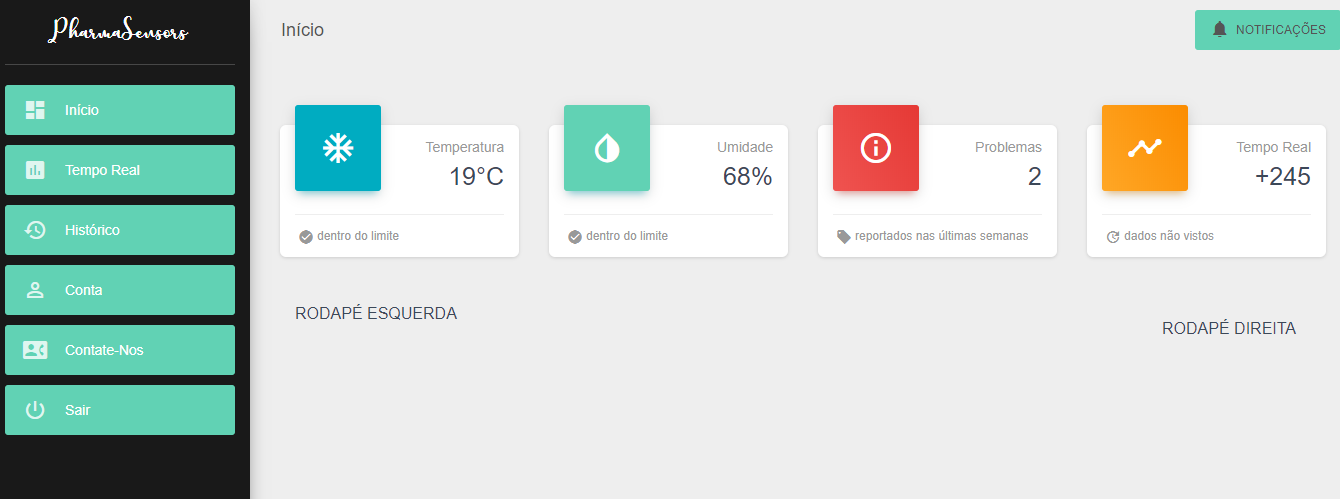 PharmaSensors
Início
Tempo Real
Histórico
Conta
Contate-Nos
Sair
Início
NOTIFICAÇÕES
Temperatura
19°C
dentro do limite
Umidade
68%
dentro do limite
Problemas
2
reportados nas últimas semanas
Tempo Real
+245
dados não vistos
RODAPÉ ESQUERDA
RODAPÉ DIREITA